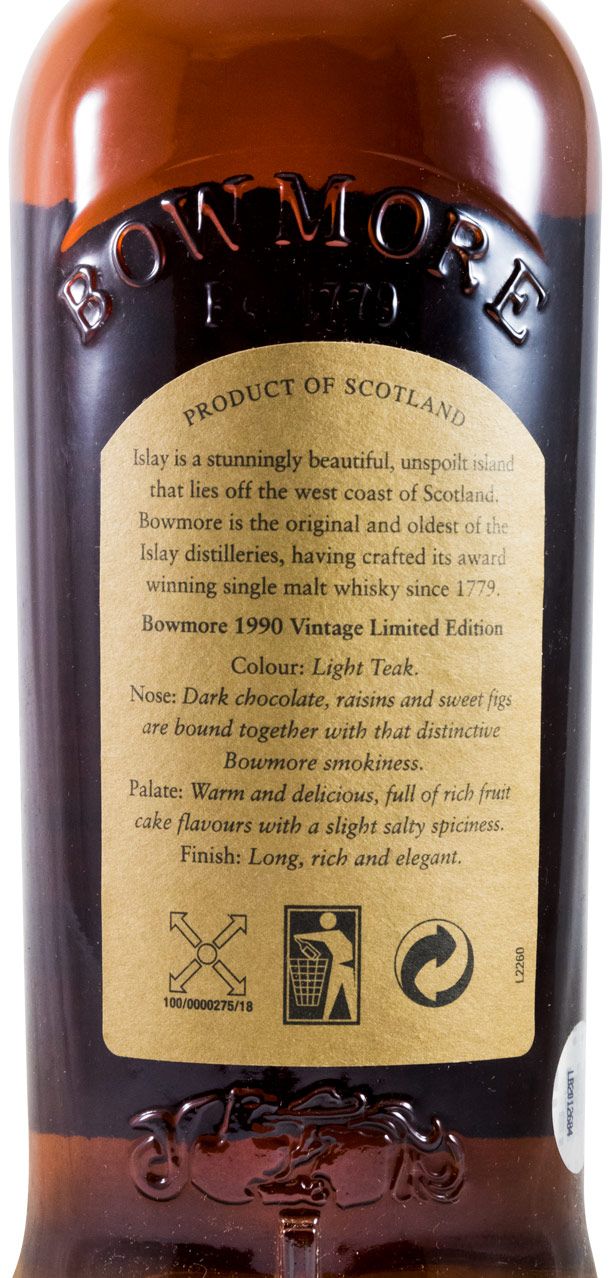 BOWMORE
Est 1779
PRODUCT OF SCOTLAND
Islay is a stunningly beautiful, unspoilt island
that lies off the west coast of Scotland.
Bowmore is the original and oldest of the
Islay distilleries, having crafted its award
winning single malt whisky since 1779.
Bowmore 1990 Vintage Limited Edition
Colour: Light Teak.
Nose: Dark chocolate, raisins and sweet figs
are bound together with that distinctive
Bowmore smokiness.
Palate: Warm and delicious, full of rich fruit
cake flavours with a slight salty spiciness.
Finish: Long, rich and elegant.
100/0000275/18
L2260
LB2012684